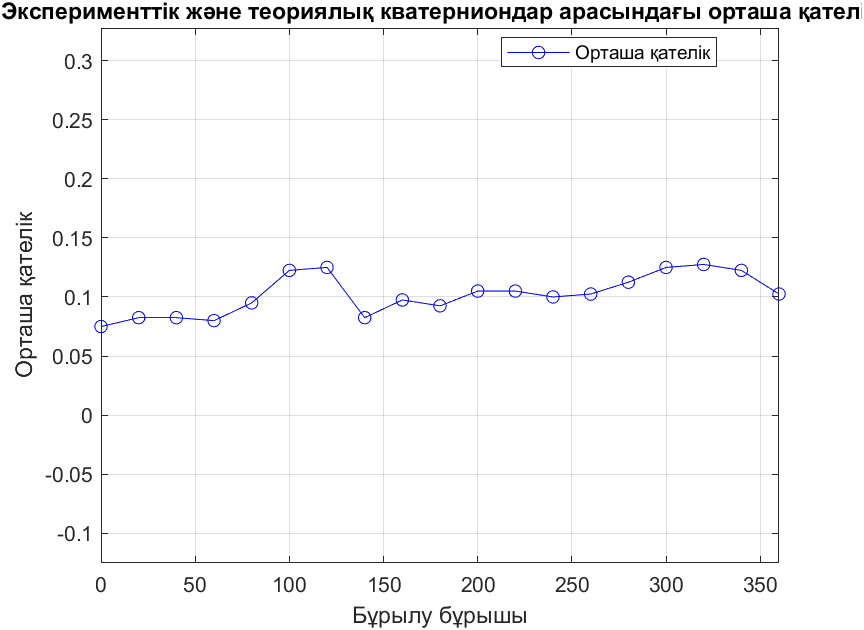 Эксперименттік және теориялық кватерниондар арасындағы орташа қателі
Орташа қателік
0.3
0.25
0.2
0.15
0.1
0.05
0
-0.05
-0.1
Орташа қателік
0 50 100 150 200 250 300 350
Бұрылу бұрышы